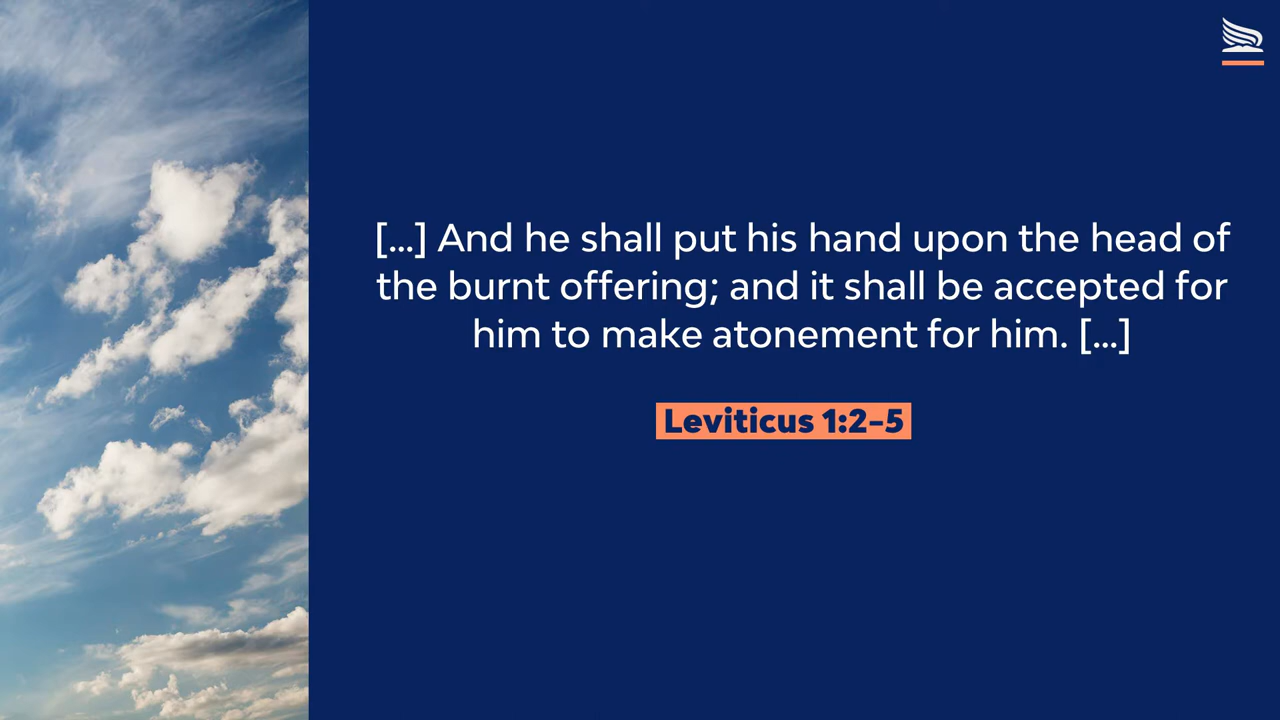 [...] And he shall put his hand upon the head of
the burnt offering; and it shall be accepted for
him to make atonement for him. [...]
Leviticus 1:2-5